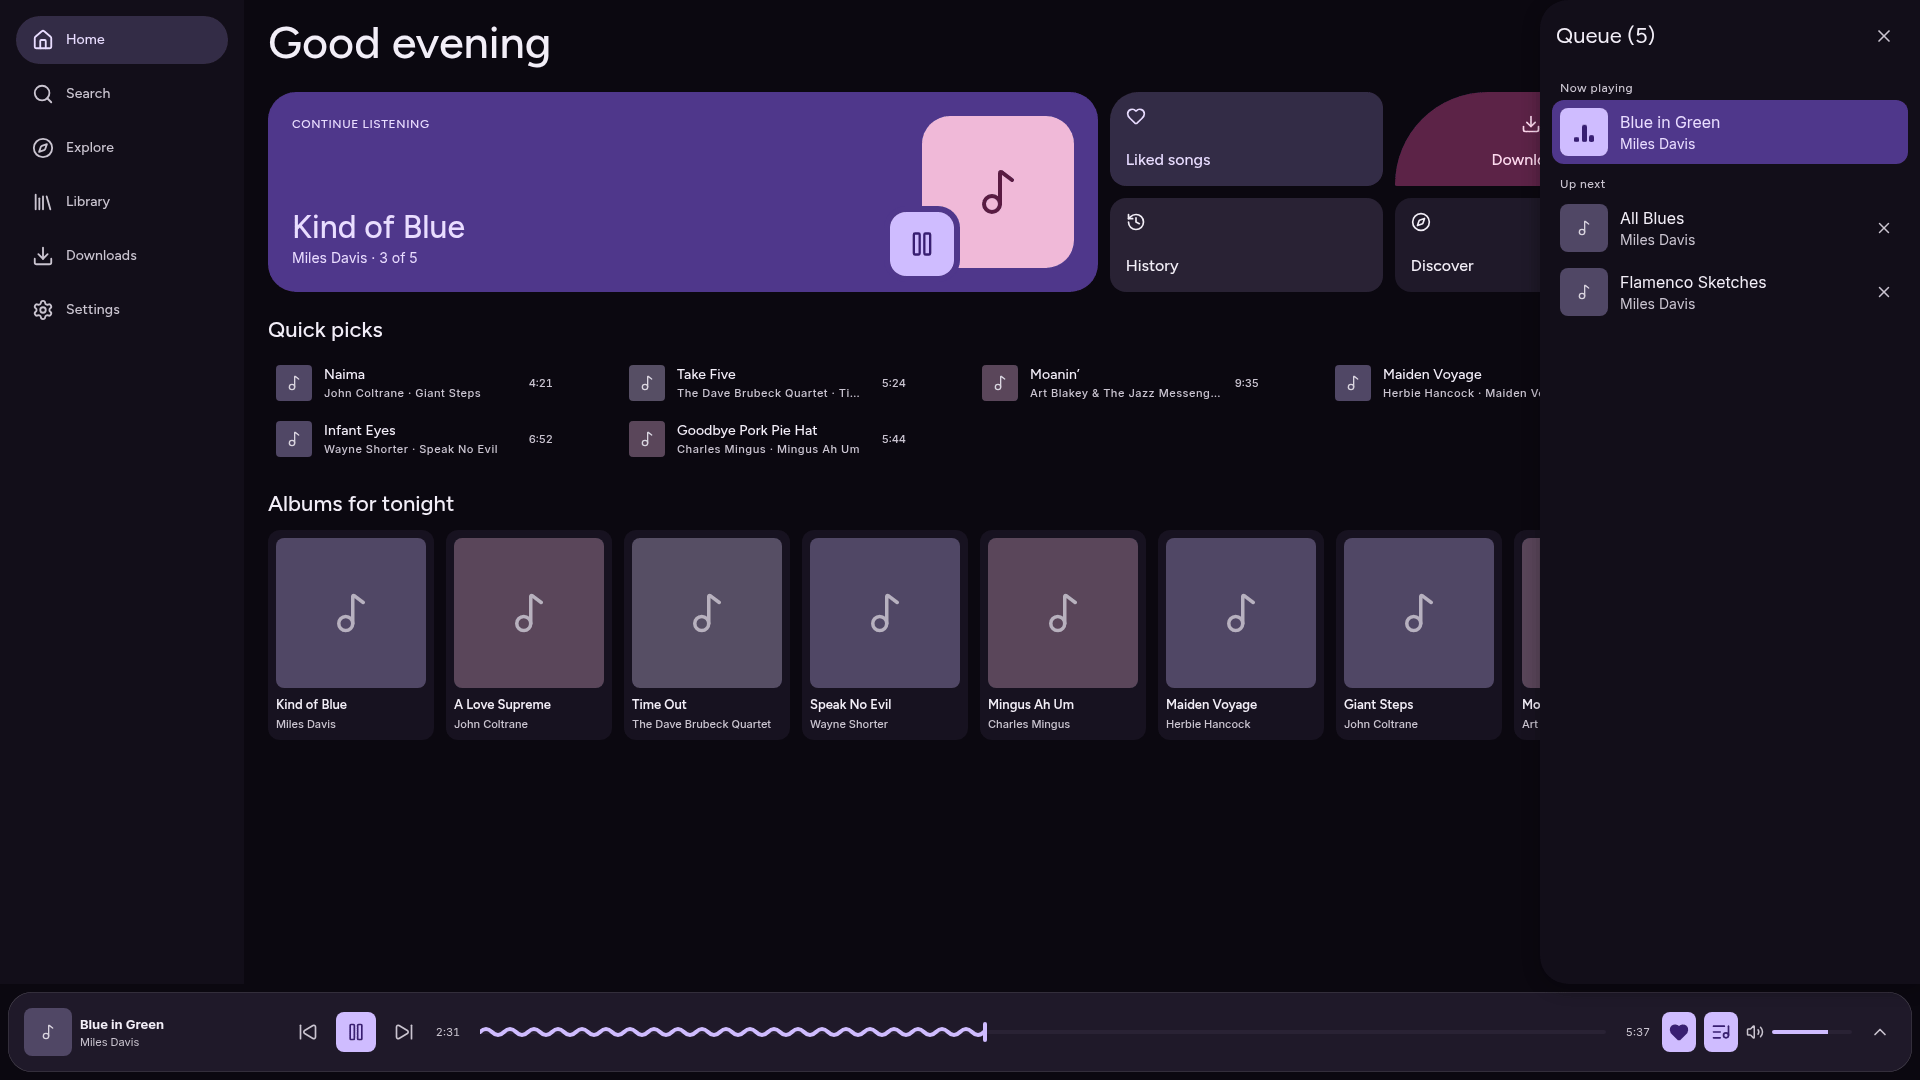 Home
Search
Explore
Library
Downloads
Settings
Good evening
CONTINUE LISTENING
Kind of Blue
Miles Davis · 3 of 5
Liked songs
History
Discover
Quick picks
Naima
John Coltrane · Giant Steps
4:21
Take Five
The Dave Brubeck Quartet · Ti...
5:24
Moanin’
Art Blakey & The Jazz Messeng...
9:35
Maiden Voyage
Herbie Hancock · Maiden
Infant Eyes
Wayne Shorter · Speak No Evil
6:52
Goodbye Pork Pie Hat
Charles Mingus · Mingus Ah Um
5:44
Albums for tonight
Kind of Blue
Miles Davis
A Love Supreme
John Coltrane
Time Out
The Dave Brubeck Quartet
Speak No Evil
Wayne Shorter
Mingus Ah Um
Charles Mingus
Maiden Voyage
Herbie Hancock
Giant Steps
John Coltrane
Art
Queue (5)
Now playing
Blue in Green
Miles Davis
Up next
All Blues
Miles Davis
Flamenco Sketches
Miles Davis
Blue in Green
Miles Davis
2:31
5:37